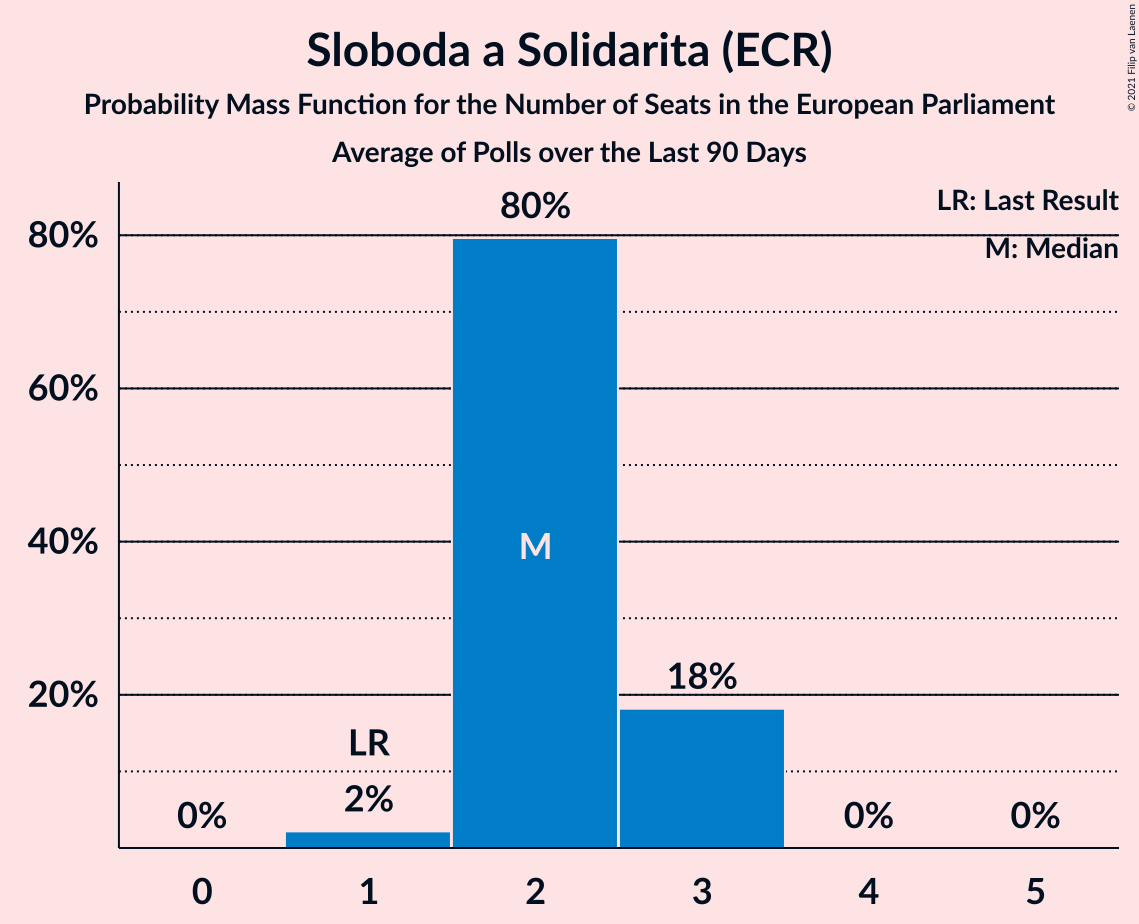 Sloboda a Solidarita (ECR)
Probability Mass Function for the Number of Seats in the European Parliament
Average of Polls over the Last 90 Days
© 2021 Filip van Laenen
LR: Last Result
M: Median
80%
60%
40%
20%
0%
LR
2%
80%
M
18%
0%
0%
0
1
2
3
4
5